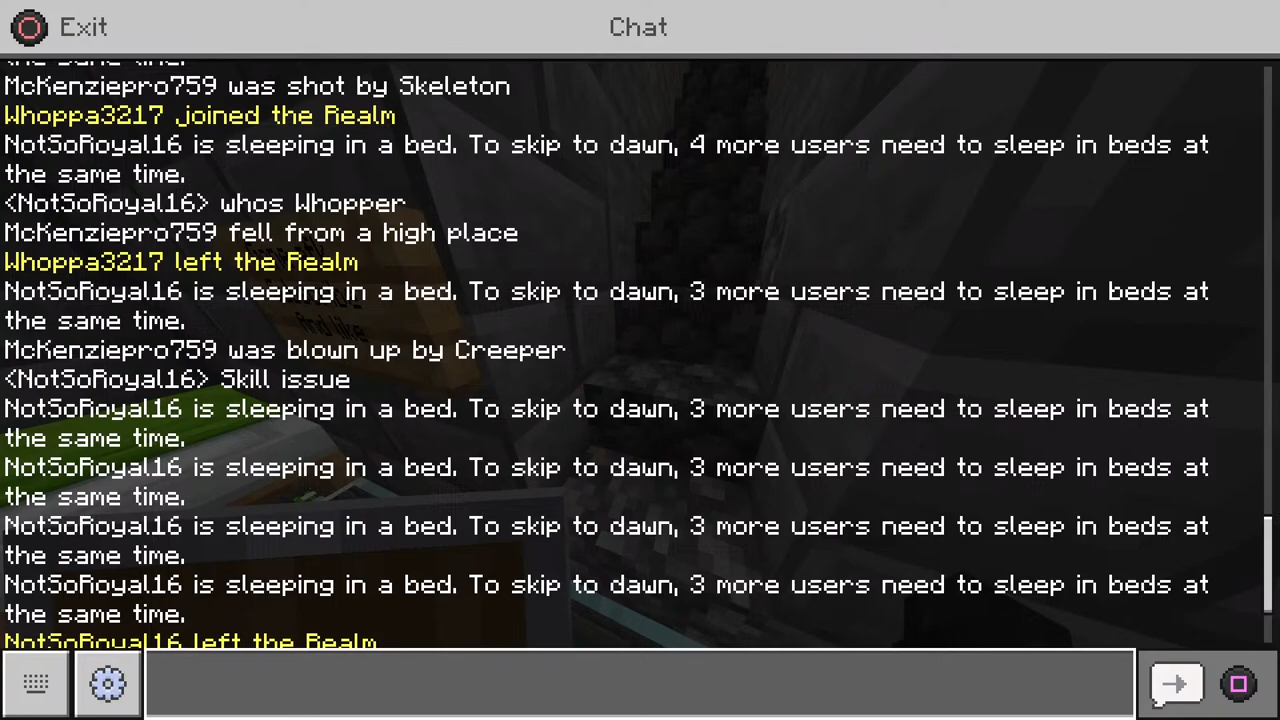 Exit
Chat
the same time.
McKenziepro759 was shot by Skeleton
Whoppa3217 joined the Realm
NotSoRoyal16 is sleeping in a bed. To skip to dawn, 4 more users need to sleep in beds at
the same time.
<NotSoRoyal16> whos Whopper
McKenziepro759 fell from a high place
Whoppa3217 left the Realm
NotSoRoyal16 is sleeping in a bed. To skip to dawn, 3 more users need to sleep in beds at
the same time.
McKenziepro759 was blown up by Creeper
<NotSoRoyal16> Skill issue
NotSoRoyal16 is sleeping in a bed. To skip to dawn, 3 more users need to sleep in beds at
the same time.
NotSoRoyal16 is sleeping in a bed. To skip to dawn, 3 more users need to sleep in beds at
the same time.
NotSoRoyal16 is sleeping in a bed. To skip to dawn, 3 more users need to sleep in beds at
the same time.
NotSoRoyal16 is sleeping in a bed. To skip to dawn, 3 more users need to sleep in beds at
the same time.
NotSoRoyal16 left the Realm
And like